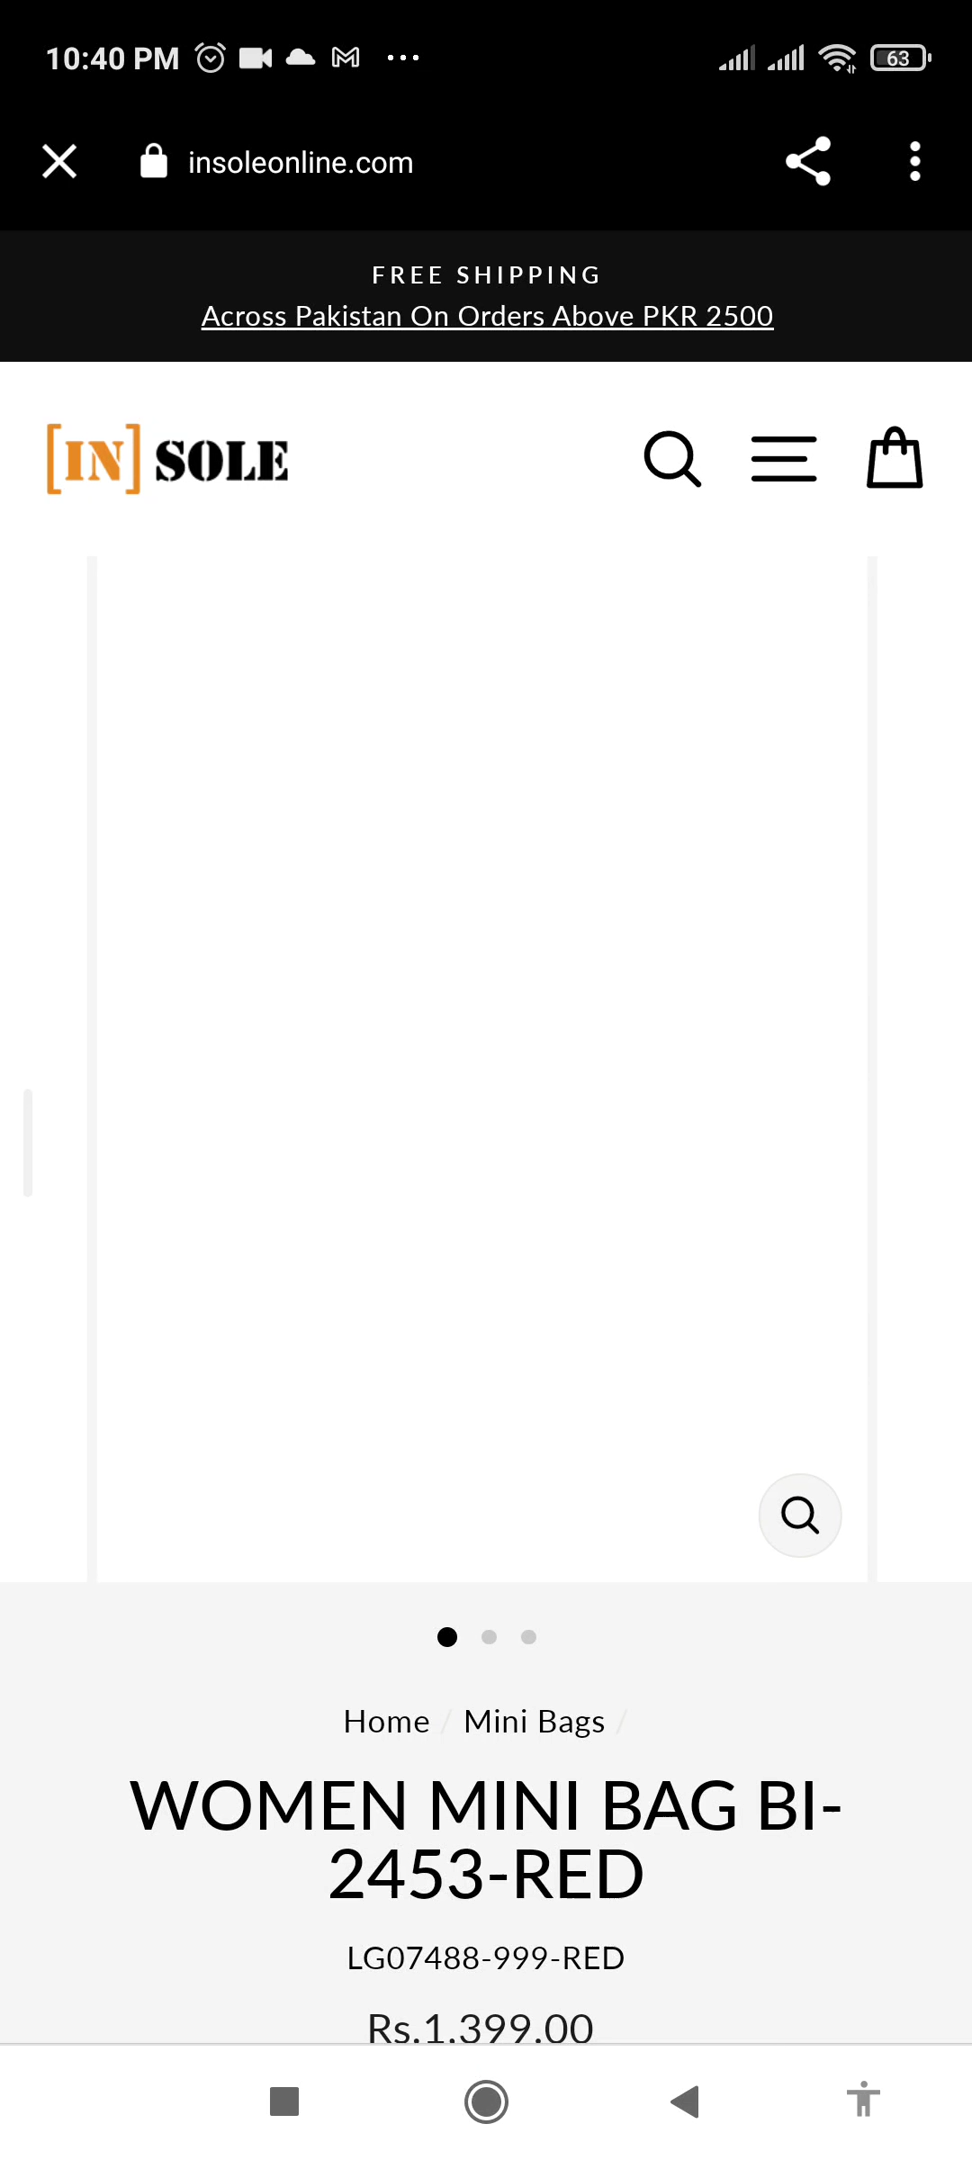 10:40 PM
63
insoleonline.com
FREE SHIPPING
Across Pakistan On Orders Above PKR 2500
[IN] SOLE
Home / Mini Bags /
WOMEN MINI BAG BI-
2453-RED
LG07488-999-RED
Rs.1,399.00